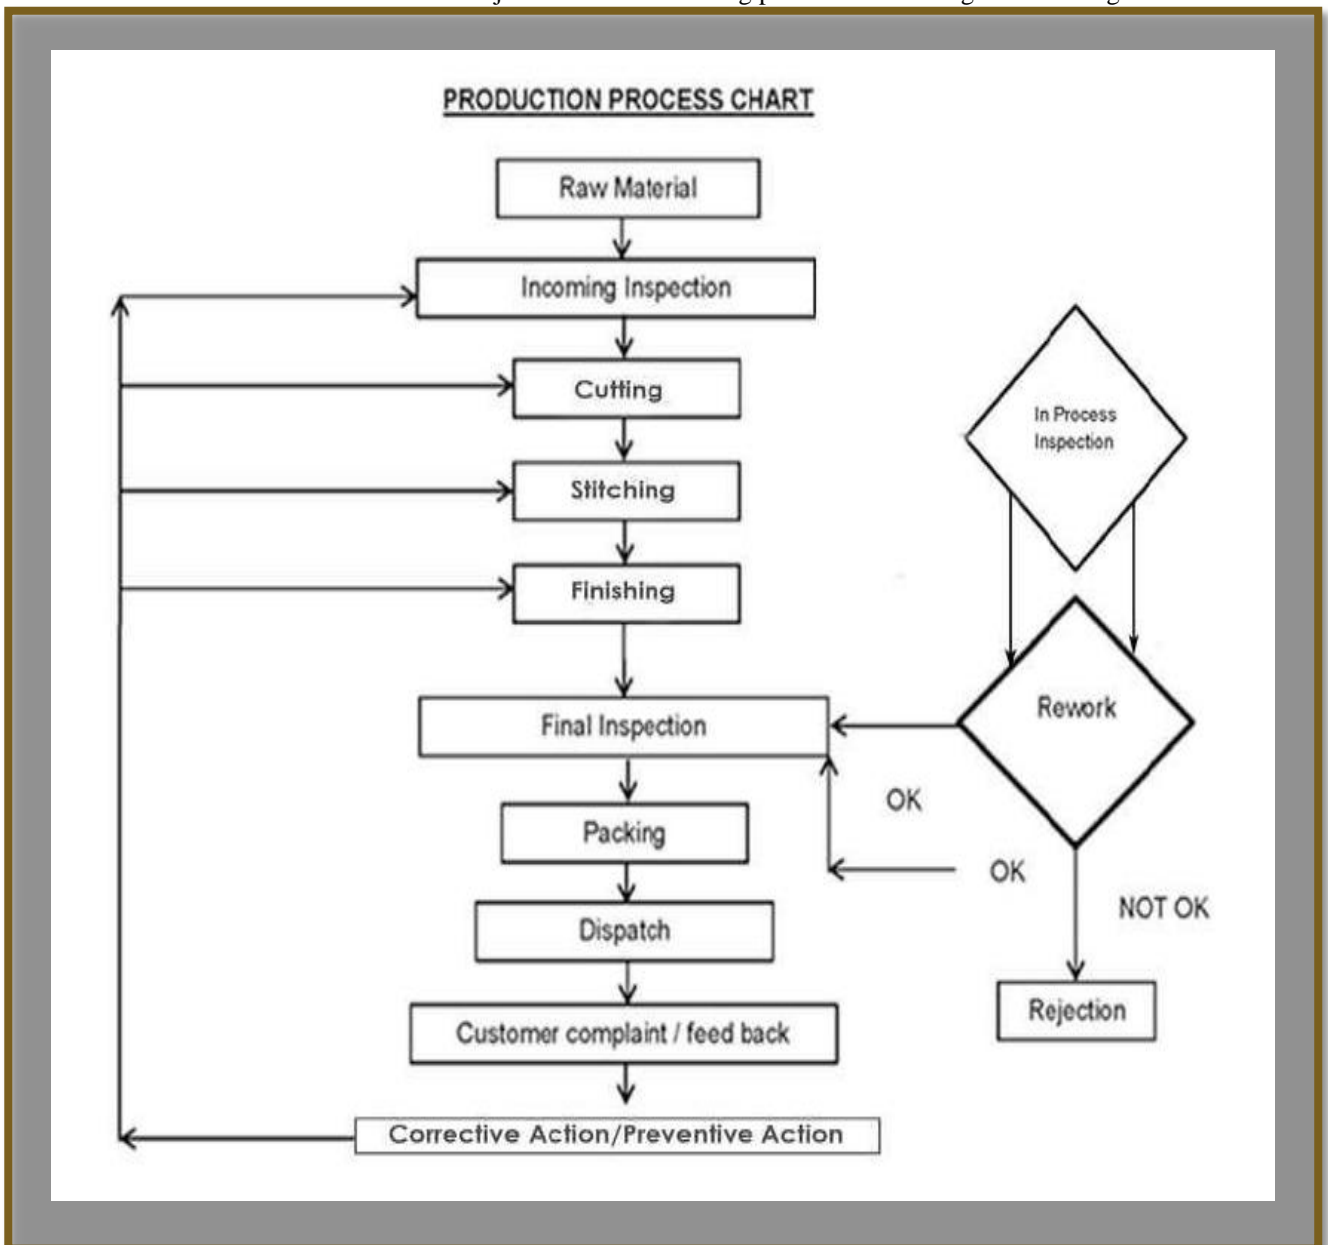 PRODUCTION PROCESS CHART
Raw Material
Incoming Inspection
Cutting
Stitching
Finishing
In Process
Inspection
Rework
Final Inspection
OK
Packing
OK
NOT OK
Dispatch
Rejection
Customer complaint / feed back
Corrective Action/Preventive Action